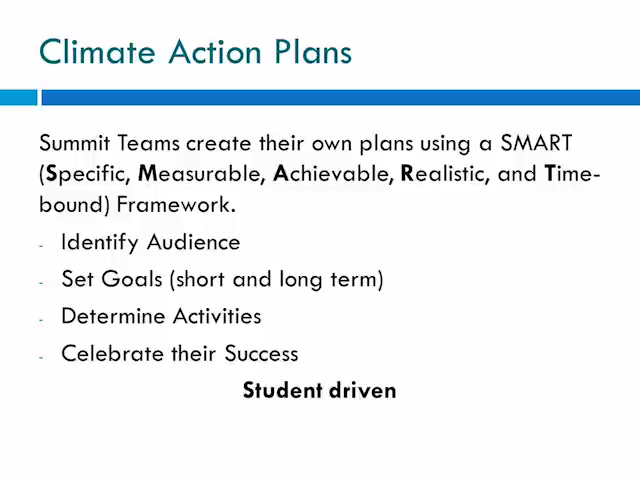 Climate Action Plans
Summit Teams create their own plans using a SMART
(Specific, Measurable, Achievable, Realistic, and Time-
bound) Framework.
- Identify Audience
- Set Goals (short and long term)
- Determine Activities
- Celebrate their Success
Student driven